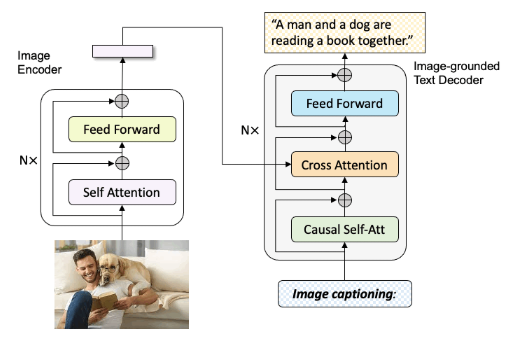 Image
Encoder
N×
Feed Forward
Self Attention
“A man and a dog are
reading a book together.”
Image-grounded
Text Decoder
N×
Feed Forward
Cross Attention
Causal Self-Att
Image captioning: